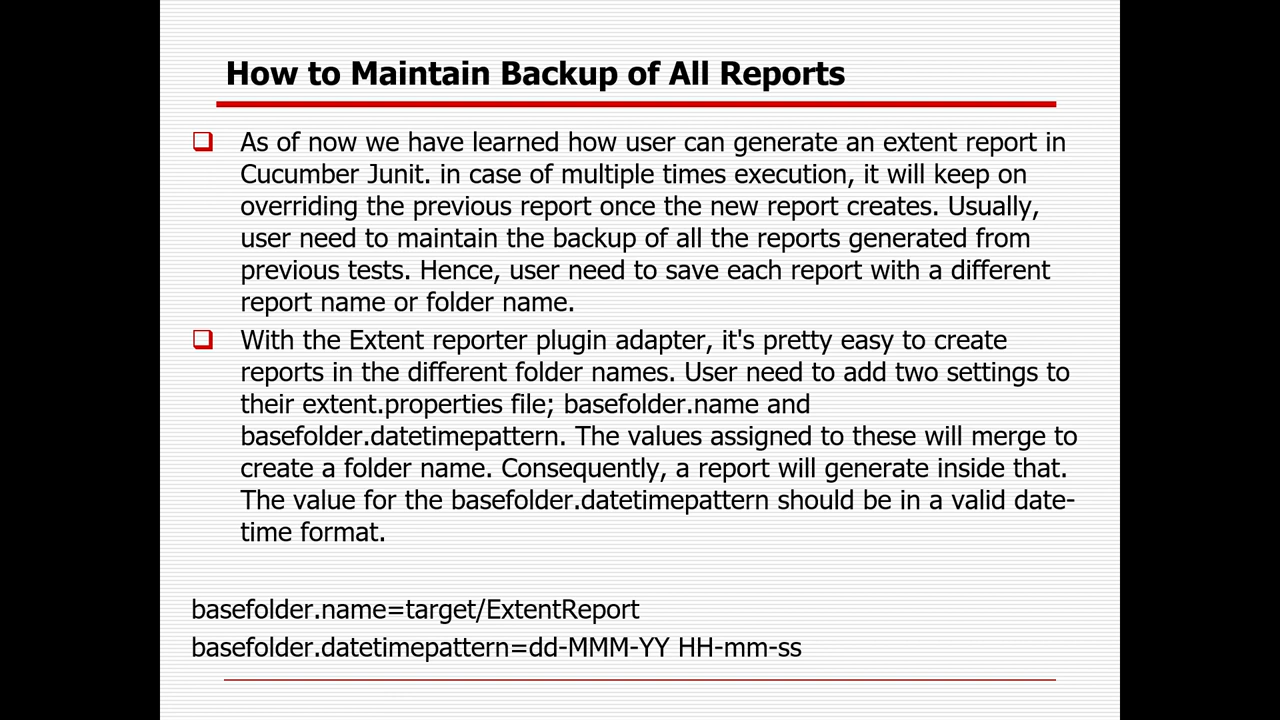 How to Maintain Backup of All Reports
As of now we have learned how user can generate an extent report in
Cucumber Junit. in case of multiple times execution, it will keep on
overriding the previous report once the new report creates. Usually,
user need to maintain the backup of all the reports generated from
previous tests. Hence, user need to save each report with a different
report name or folder name.
With the Extent reporter plugin adapter, it's pretty easy to create
reports in the different folder names. User need to add two settings to
their extent.properties file; basefolder.name and
basefolder.datetimepattern. The values assigned to these will merge to
create a folder name. Consequently, a report will generate inside that.
The value for the basefolder.datetimepattern should be in a valid date-
time format.
basefolder.name=target/ExtentReport
basefolder.datetimepattern=dd-MMM-YY HH-mm-ss